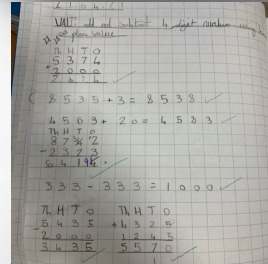 WALT: add and subtract 4 digit numbers using
place value
Th H T O
5 3 7 4
+ 2 0 0 0
7 3 7 4
8 5 3 5 + 3 = 8 5 3 8
4 5 6 3 + 2 0 = 4 5 8 3
Th H T O
- 2 3 7 3
3 3 3 - 3 3 3 = 1 0 0 0
Th H T O Th H T O
5 4 3 5 + 4 3 2 5
- 2 0 0 0 1 2 4 5
3 4 3 5 5 5 7 0